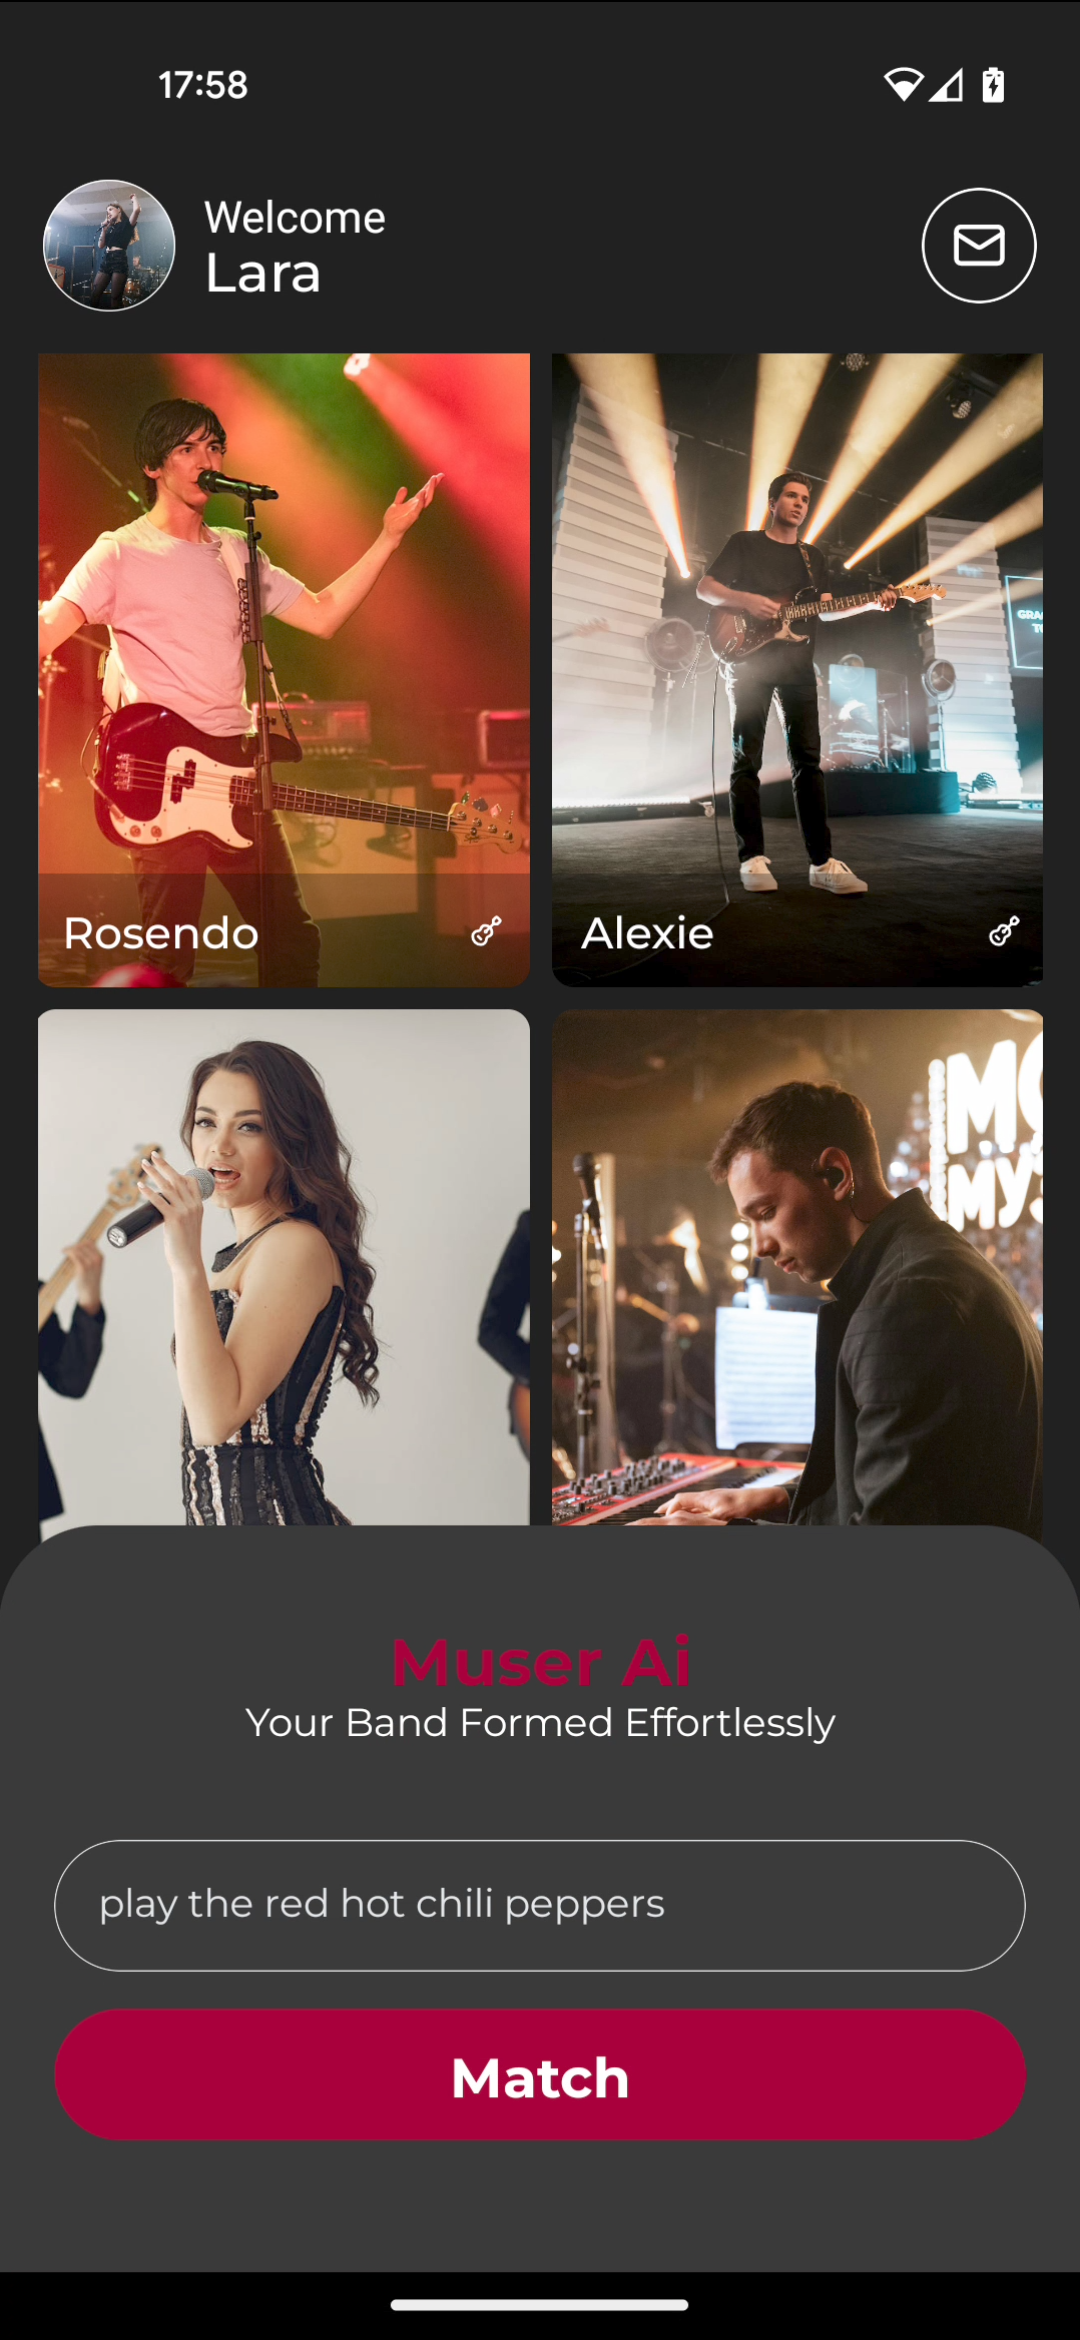 17:58
Welcome
Lara
GRA
Rosendo
Alexie
Muser Ai
Your Band Formed Effortlessly
play the red hot chili peppers
Match